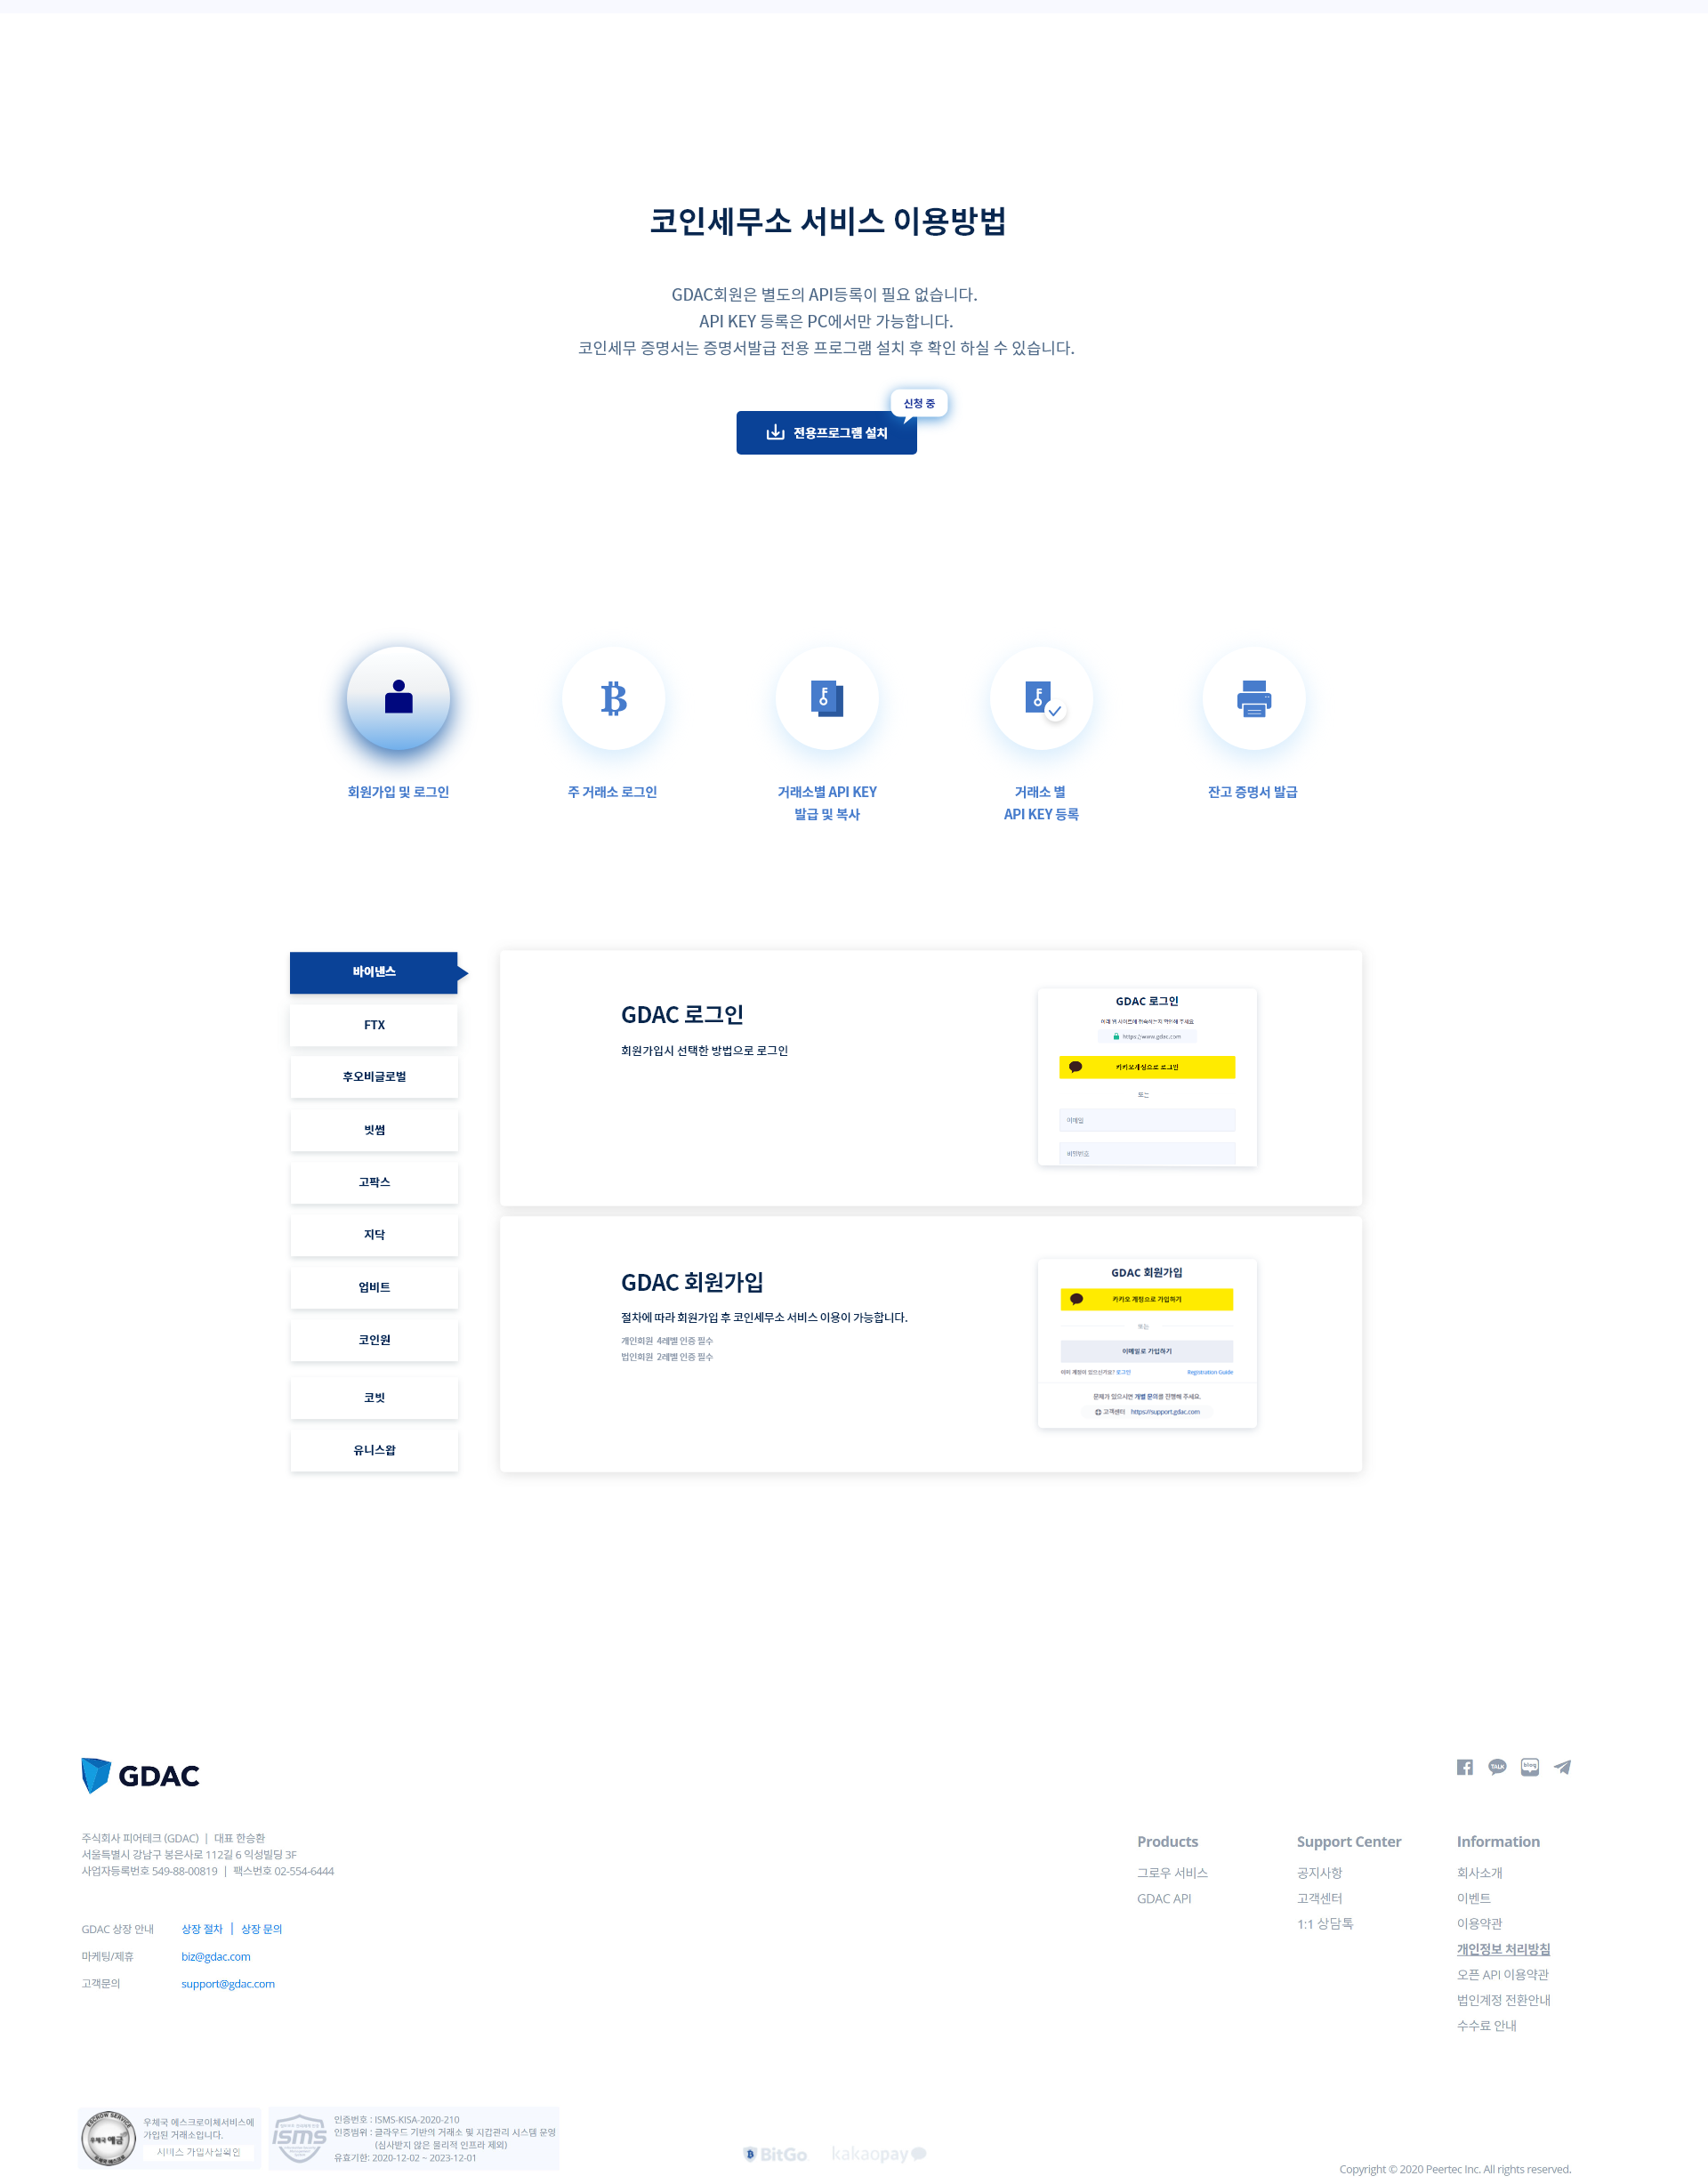 코인세무소 서비스 이용방법
GDAC회원은 별도의 API등록이 필요 없습니다.
API KEY 등록은 PC에서만 가능합니다.
코인세무 증명서는 증명서발급 전용 프로그램 설치 후 확인 하실 수 있습니다.
신청 중
전용프로그램 설치
회원가입 및 로그인
주 거래소 로그인
거래소별 API KEY
발급 및 복사
거래소 별
API KEY 등록
잔고 증명서 발급
바이낸스
FTX
후오비글로벌
빗썸
고팍스
지닥
업비트
코인원
코빗
유니스왑
GDAC 로그인
회원가입시 선택한 방법으로 로그인
GDAC 로그인
https://www.gdac.com
카카오계정으로 로그인
또는
이메일
비밀번호
GDAC 회원가입
절차에 따라 회원가입 후 코인세무소 서비스 이용이 가능합니다.
개인회원 4레벨 인증 필수
법인회원 2레벨 인증 필수
GDAC 회원가입
카카오 계정으로 가입하기
또는
이메일로 가입하기
이미 계정이 있으신가요? 로그인
Registration Guide
문제가 있으시면 개별 문의를 진행해 주세요.
고객센터 https://support.gdac.com
GDAC
주식회사 피어테크 (GDAC) | 대표 한승환
서울특별시 강남구 봉은사로 112길 6 익성빌딩 3F
사업자등록번호 549-88-00819 | 팩스번호 02-554-6444
GDAC 상장 안내 상장 절차 | 상장 문의
마케팅/제휴 biz@gdac.com
고객문의 support@gdac.com
TALK
blog
Products
그로우 서비스
GDAC API
Support Center
공지사항
고객센터
1:1 상담톡
Information
회사소개
이벤트
이용약관
개인정보 처리방침
오픈 API 이용약관
법인계정 전환안내
수수료 안내
ESCROW SERVICE
우체국 예금
우체국 에스크로이체서비스에
가입된 거래소입니다.
서비스 가입사실확인
isms
인증번호 : ISMS-KISA-2020-210
인증범위 : 클라우드 기반의 거래소 및 지갑관리 시스템 운영
(심사받지 않은 물리적 인프라 제외)
유효기한: 2020-12-02 ~ 2023-12-01
BitGo
kakaopay
Copyright © 2020 Peertec Inc. All rights reserved.